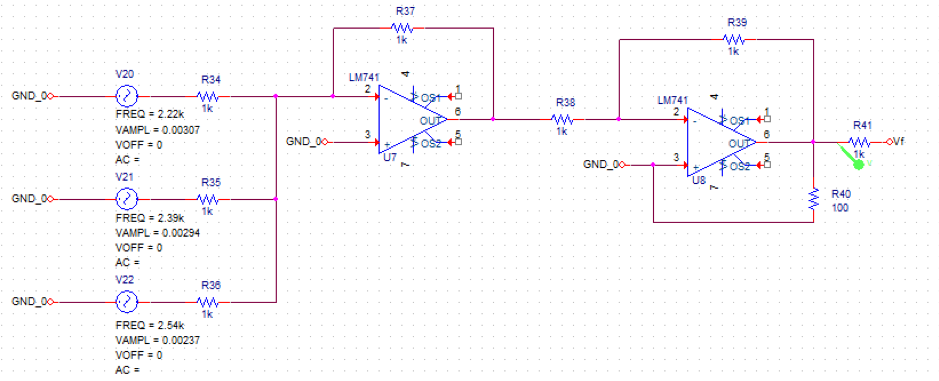 R37
1k
R39
1k
V20
R34
1k
GND_0
FREQ = 2.22k
VAMPL = 0.00307
VOFF = 0
AC =
LM741
2
-
4
OS1
1
6
OUT
3
+
OS2
5
7
U7
GND_0
R38
1k
LM741
2
-
4
OS1
1
6
OUT
3
+
OS2
5
7
U8
GND_0
R41
1k
Vf
V
R40
100
V21
R35
1k
GND_0
FREQ = 2.39k
VAMPL = 0.00294
VOFF = 0
AC =
V22
R36
1k
GND_0
FREQ = 2.54k
VAMPL = 0.00237
VOFF = 0
AC =